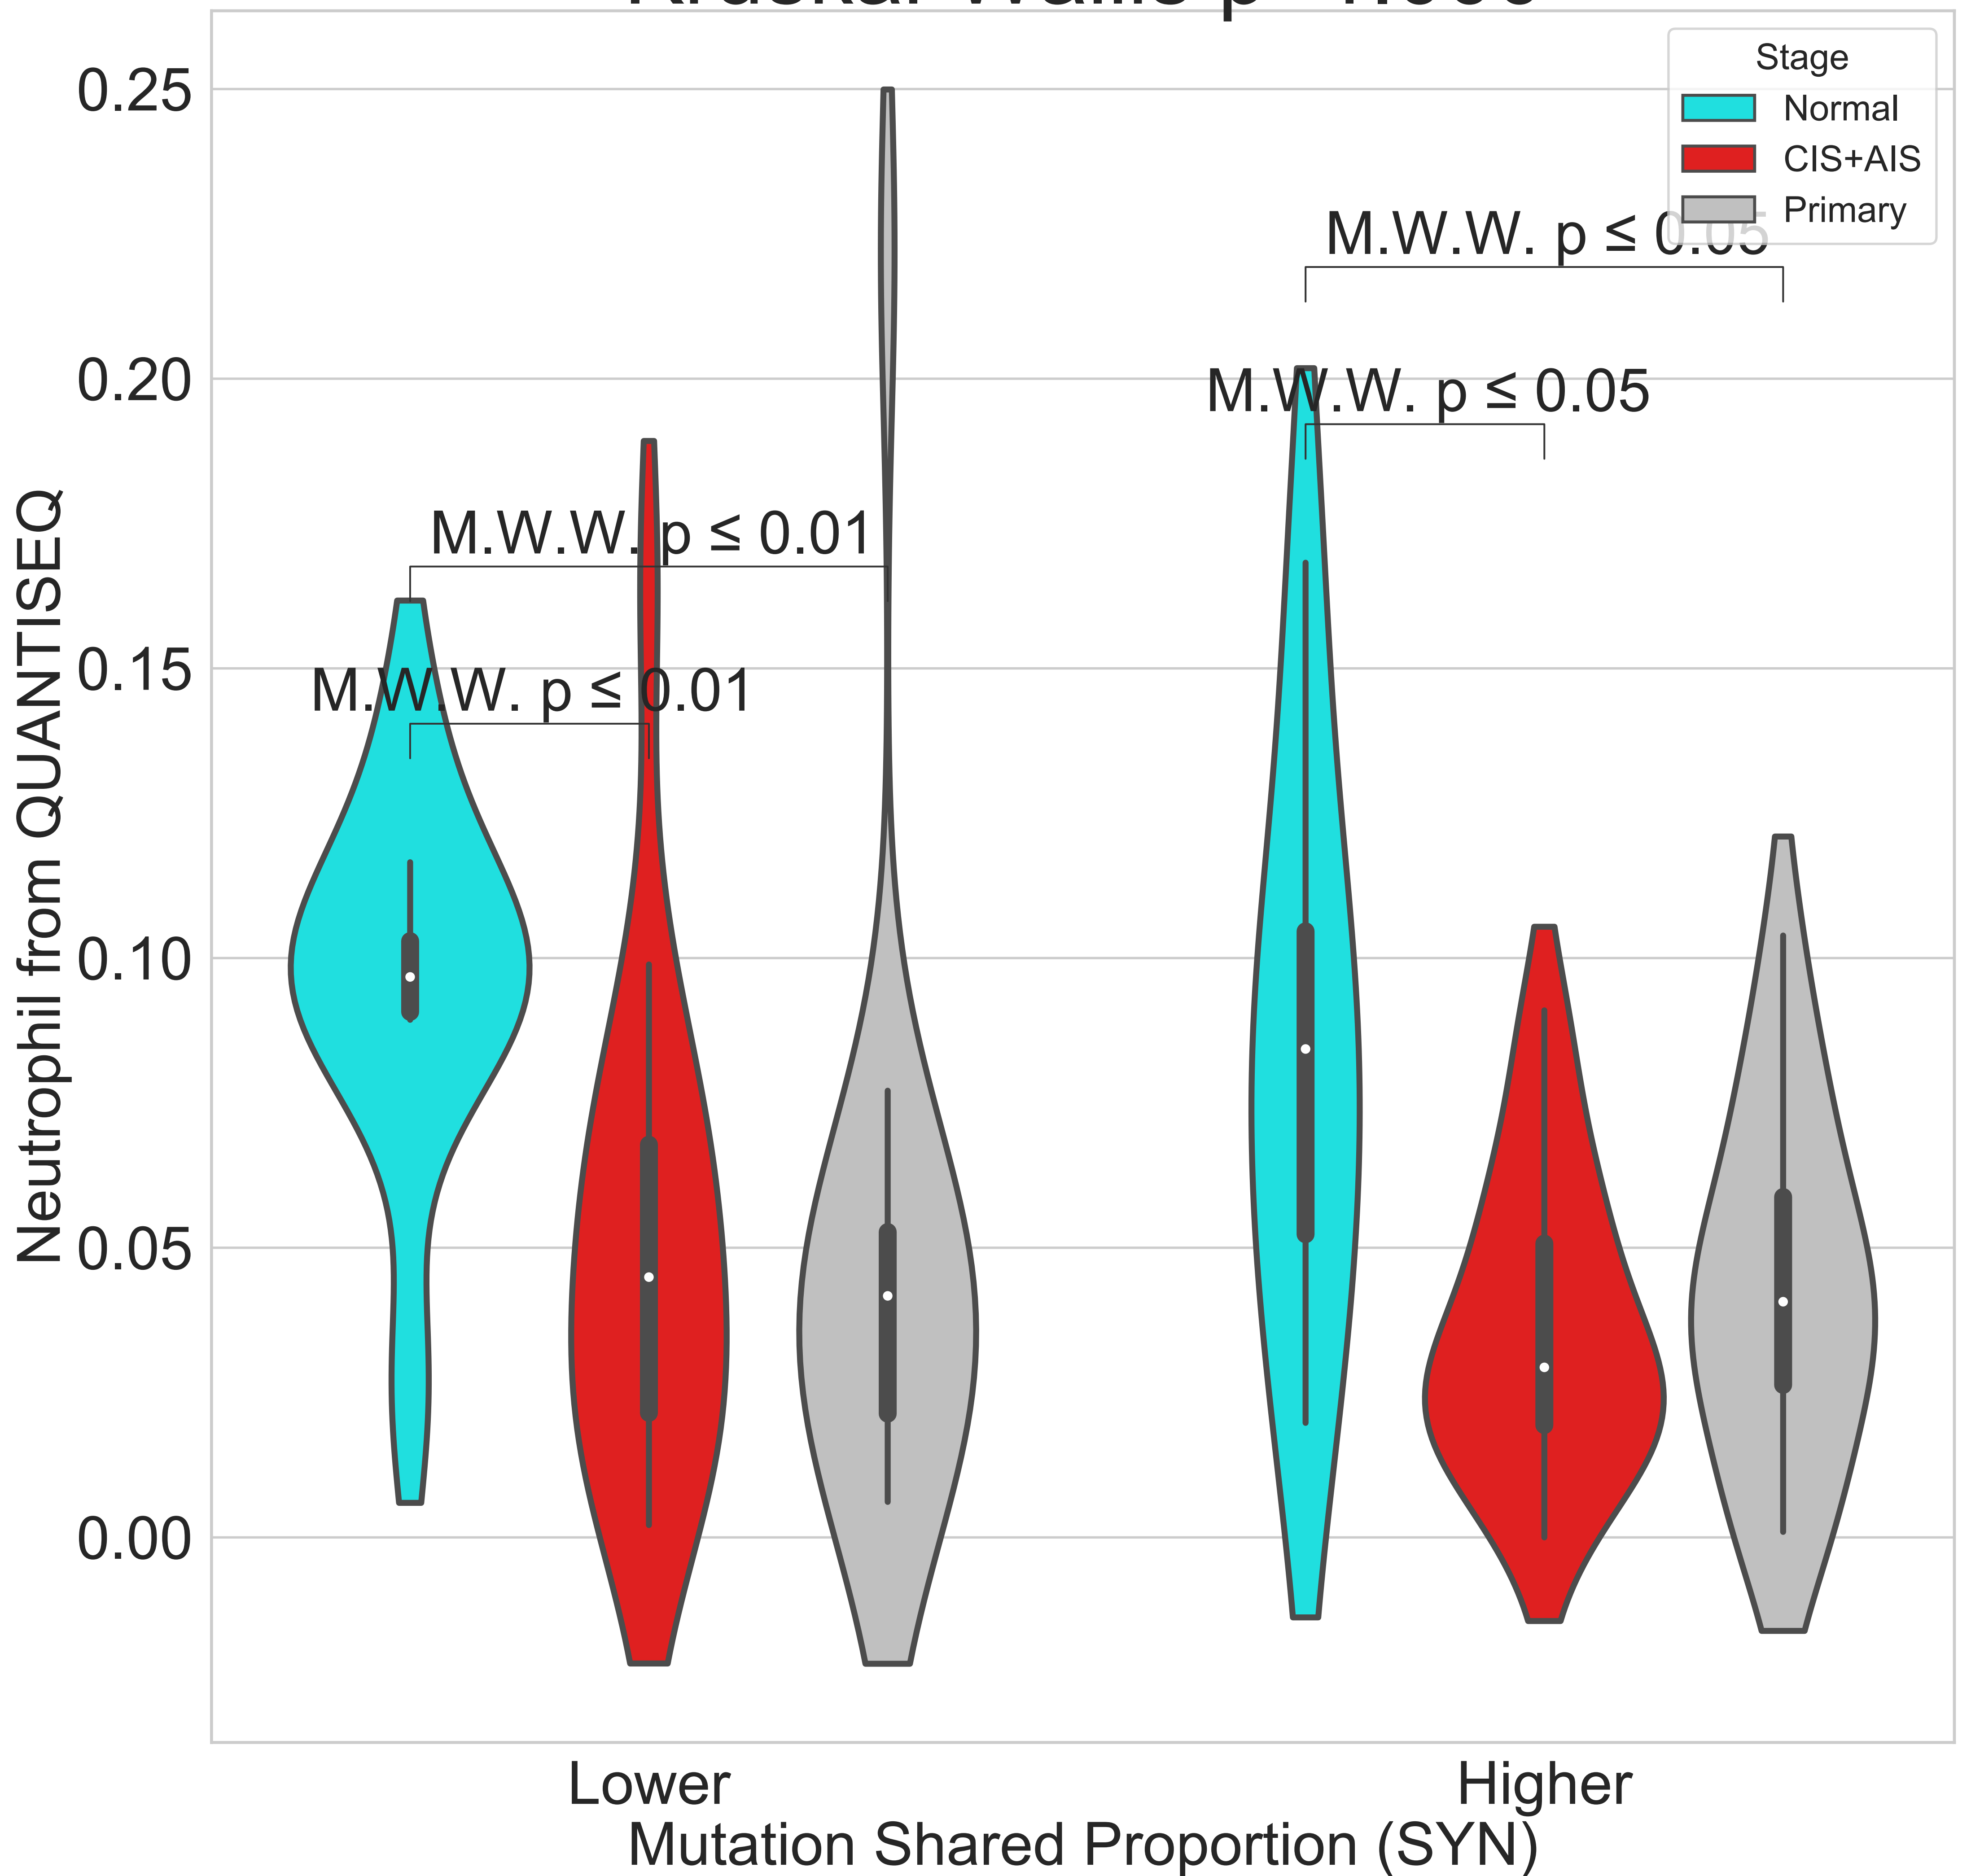 0.25
0.20
0.15
0.10
0.05
0.00
Neutrophil from QUANTISEQ
Stage
Normal
CIS+AIS
Primary
M.W.W. p ≤ 0.05
M.W.W. p ≤ 0.05
M.W.W. p ≤ 0.01
M.W.W. p ≤ 0.01
Lower
Higher
Mutation Shared Proportion (SYN)